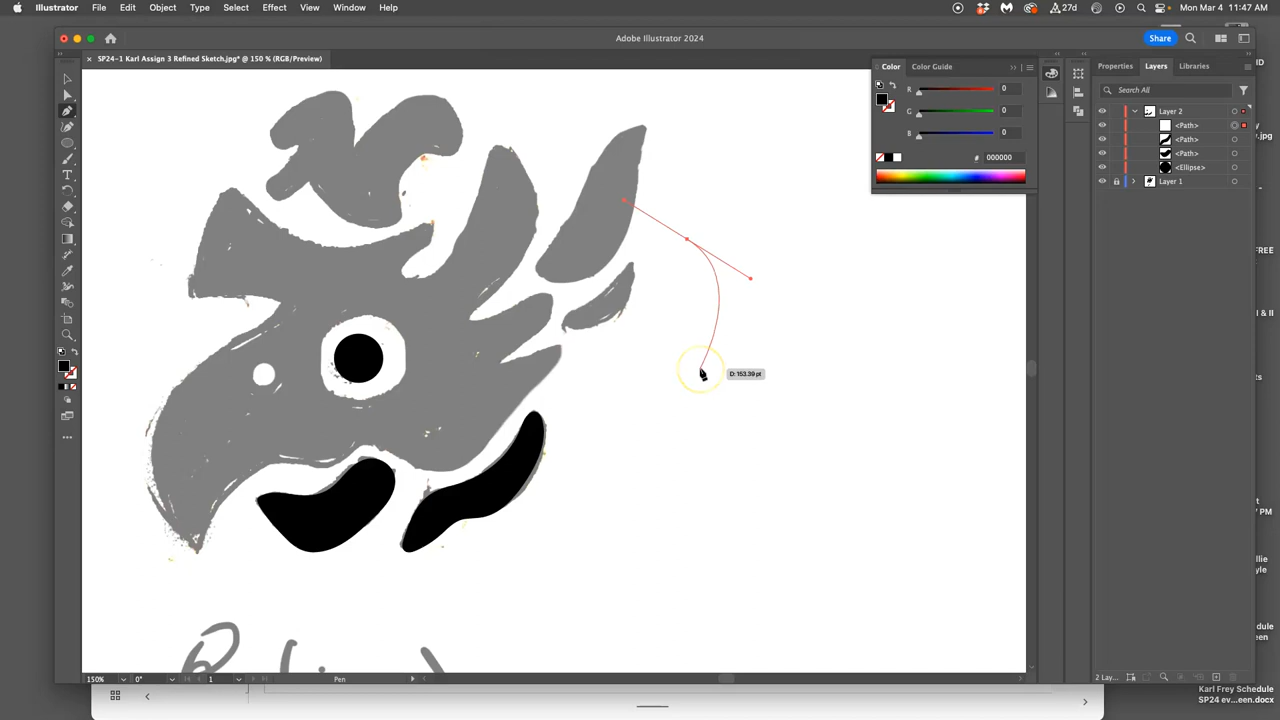 Illustrator File Edit Object Type Select Effect View Window Help
27d Mon Mar 4 11:47 AM
Adobe Illustrator 2024
Share
× SP24-1 Karl Assign 3 Refined Sketch.jpg* @ 150 % (RGB/Preview)
Color Color Guide
Properties Layers Libraries
R 0
G 0
B 0
# 000000
Search All
Layer 2
<Path>
<Path>
<Path>
<Ellipse>
Layer 1
D: 153.39 pt
150% 0° 1 Pen
2 Lay...
Karl Frey Schedule
SP24 ev...een.docx